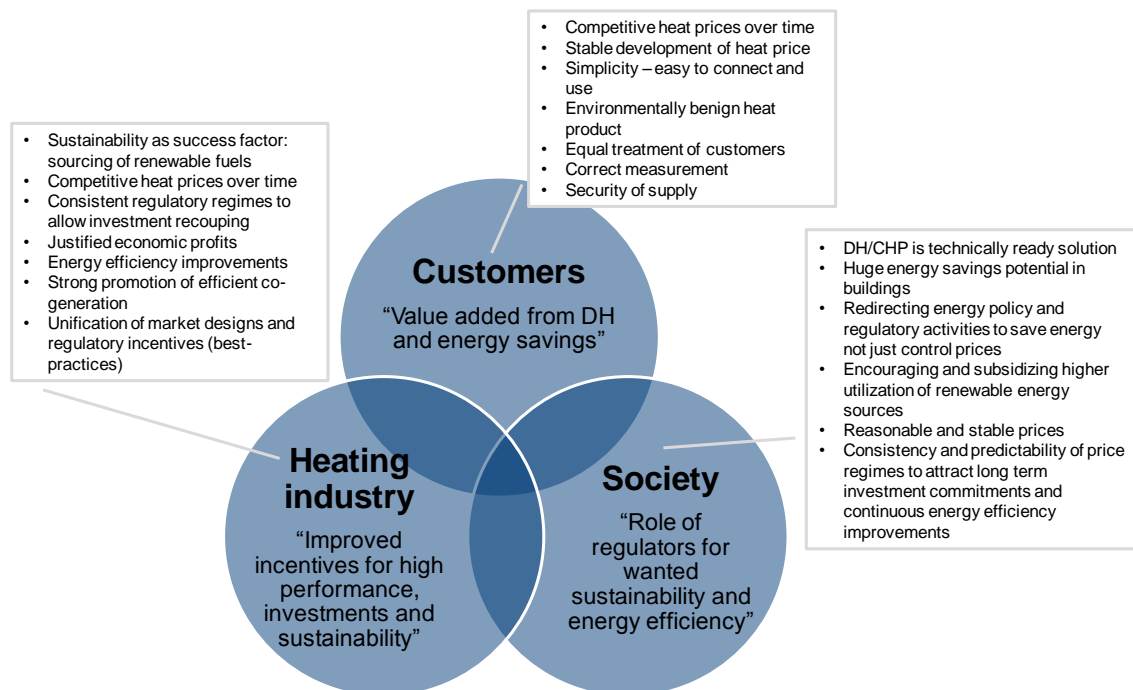 • Competitive heat prices over time
• Stable development of heat price
• Simplicity – easy to connect and
use
• Environmentally benign heat
product
• Equal treatment of customers
• Correct measurement
• Security of supply
• Sustainability as success factor:
sourcing of renewable fuels
• Competitive heat prices over time
• Consistent regulatory regimes to
allow investment recouping
• Justified economic profits
• Energy efficiency improvements
• Strong promotion of efficient co-
generation
• Unification of market designs and
regulatory incentives (best-
practices)
• DH/CHP is technically ready solution
• Huge energy savings potential in
buildings
• Redirecting energy policy and
regulatory activities to save energy
not just control prices
• Encouraging and subsidizing higher
utilization of renewable energy
sources
• Reasonable and stable prices
• Consistency and predictability of price
regimes to attract long term
investment commitments and
continuous energy efficiency
improvements
Customers
“Value added from DH
and energy savings”
Heating
industry
“Improved
incentives for high
performance,
investments and
sustainability”
Society
“Role of
regulators for
wanted
sustainability and
energy efficiency”